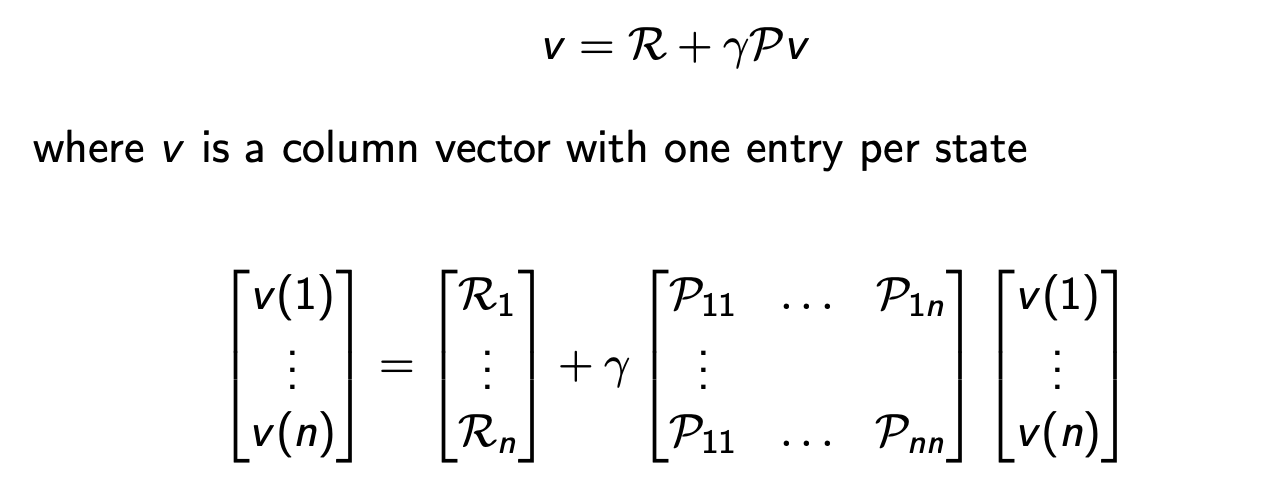 v = ℛ + γ𝒫v
where v is a column vector with one entry per state
[v(1) ⋮ v(n)] = [ℛ₁ ⋮ ℛₙ] + γ [𝒫₁₁ … 𝒫₁ₙ ⋮ 𝒫₁₁ … 𝒫ₙₙ] [v(1) ⋮ v(n)]